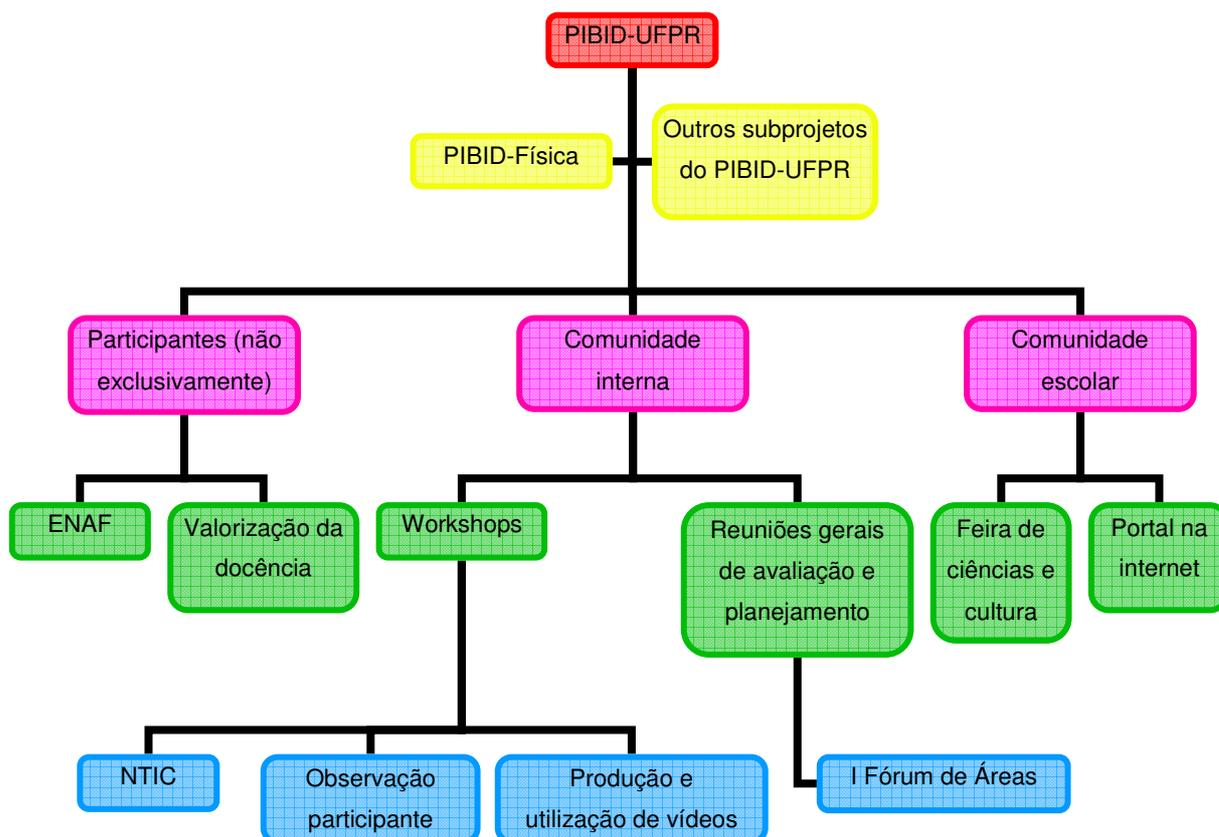 PIBID-UFPR
PIBID-Física
Outros subprojetos
do PIBID-UFPR
Participantes (não
exclusivamente)
Comunidade
interna
Comunidade
escolar
ENAF
Valorização da
docência
Workshops
Reuniões gerais
de avaliação e
planejamento
Feira de
ciências e
cultura
Portal na
internet
NTIC
Observação
participante
Produção e
utilização de vídeos
I Fórum de Áreas